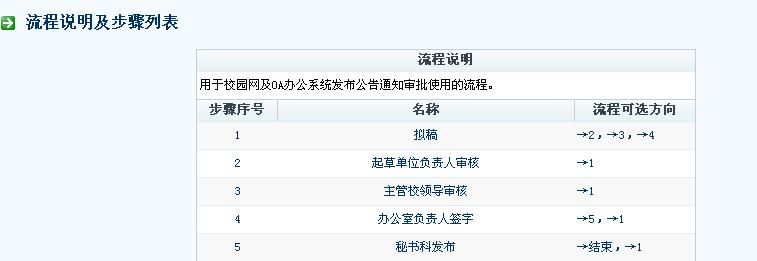 流程说明及步骤列表
流程说明
用于校园网及OA办公系统发布公告通知审批使用的流程。
步骤序号 名称 流程可选方向
1 拟稿 →2，→3，→4
2 起草单位负责人审核 →1
3 主管校领导审核 →1
4 办公室负责人签字 →5，→1
5 秘书科发布 →结束，→1